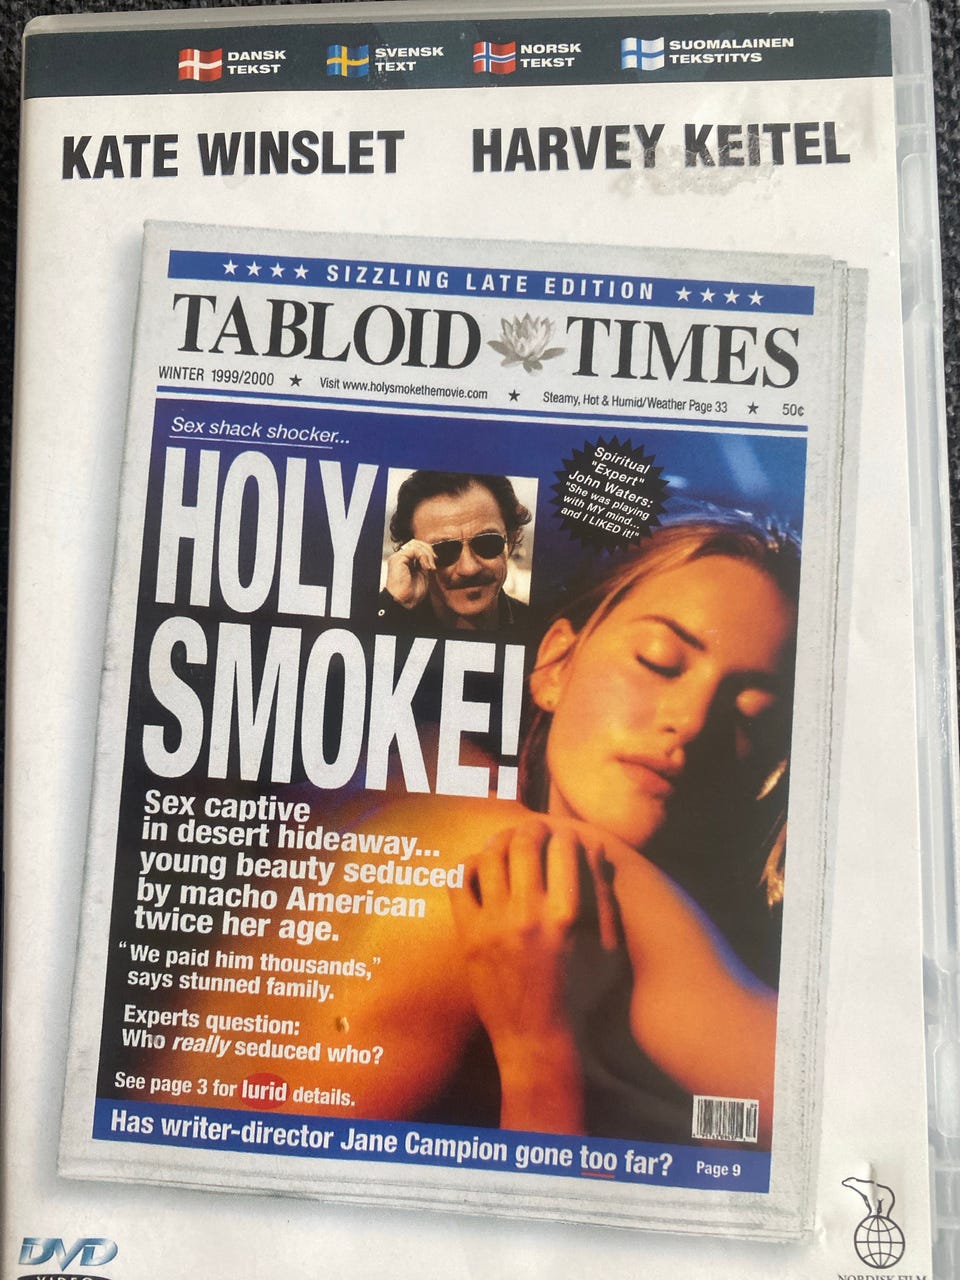 DANSK
TEKST
SVENSK
TEXT
NORSK
TEKST
SUOMALAINEN
TEKSTITYS
KATE WINSLET HARVEY KEITEL
★★★★ SIZZLING LATE EDITION ★★★★
TABLOID TIMES
WINTER 1999/2000 ★ Visit www.holysmokethemovie.com ★ Steamy, Hot & Humid/Weather Page 33 ★ 50¢
Sex shack shocker...
HOLY
SMOKE!
Spiritual
"Expert"
John Waters:
"She was playing
with MY mind...
and I LIKED it!"
Sex captive
in desert hideaway...
young beauty seduced
by macho American
twice her age.
“We paid him thousands,”
says stunned family.
Experts question:
Who really seduced who?
See page 3 for lurid details.
Has writer-director Jane Campion gone too far? Page 9
DVD
VIDEO
NORDISK FILM